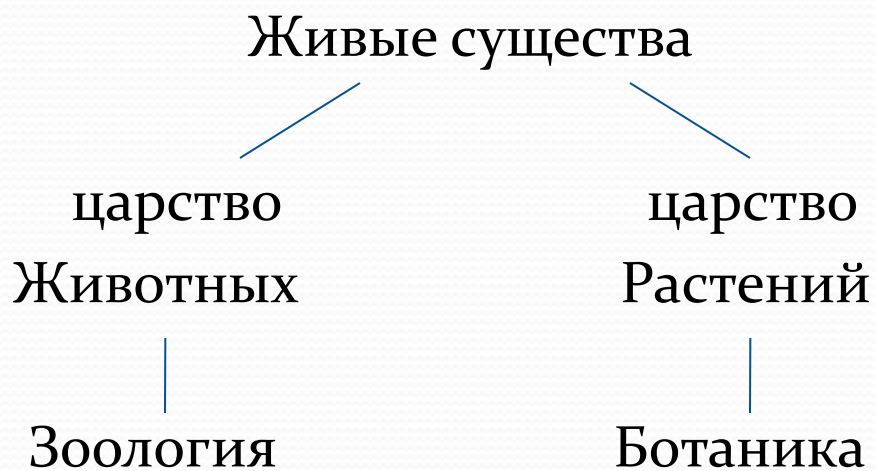 Живые существа
царство
Животных
царство
Растений
Зоология
Ботаника